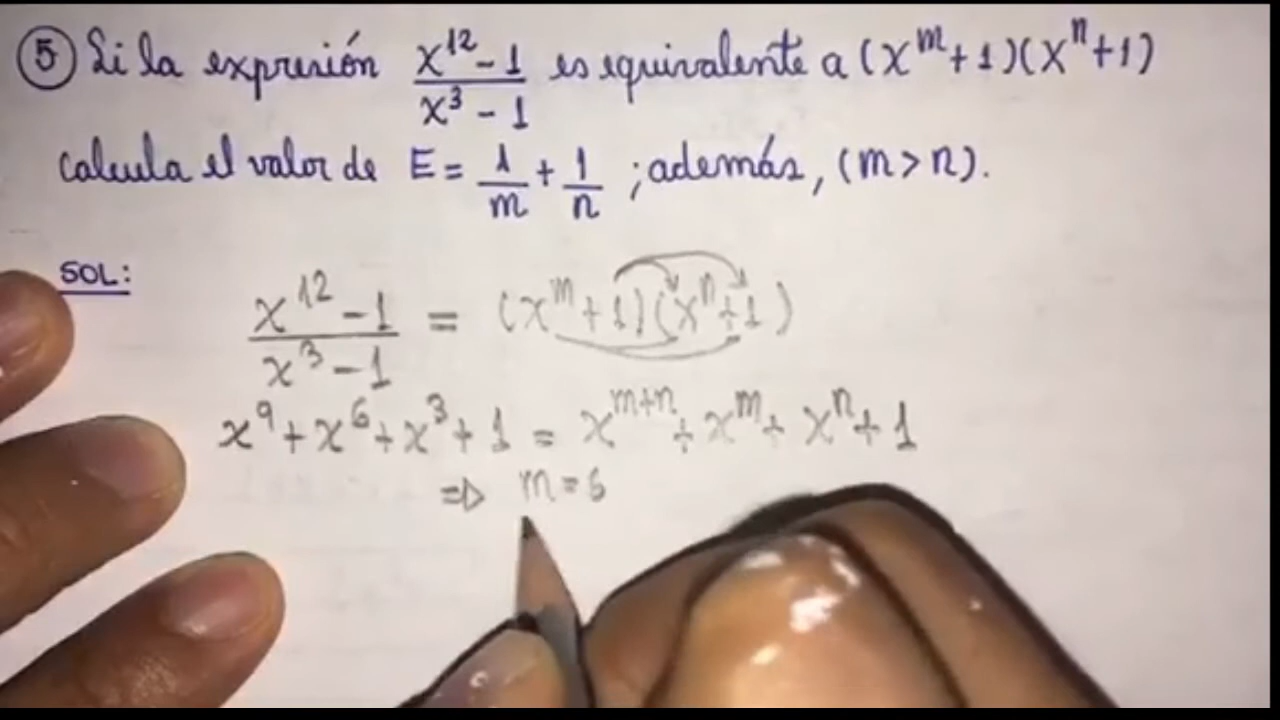 5 Si la expresión x¹² - 1 / x³ - 1 es equivalente a (xᵐ + 1)(xⁿ + 1)
calcula el valor de E = 1/m + 1/n ; además, (m > n).
SOL:
x¹² - 1 / x³ - 1 = (xᵐ + 1)(xⁿ + 1)
x⁹ + x⁶ + x³ + 1 = xᵐ⁺ⁿ + xᵐ + xⁿ + 1
⇒ m = 6